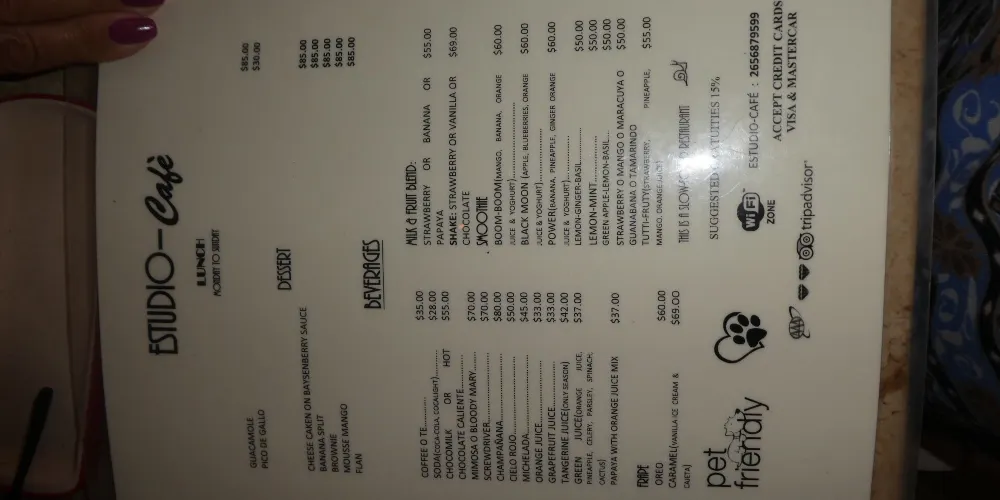 ESTUDIO-Cafè
LUNCH
MONDAY TO SUNDAY
GUACAMOLE $85.00
PICO DE GALLO $30.00
DESSERT
CHEESE CAKEN ON BAYSENBERRY SAUCE $85.00
BANANA SPLIT $85.00
BROWNIE $85.00
MOUSSE MANGO $85.00
FLAN $85.00
BEVERAGES
COFFEE O TE......... $35.00
SODA(COCA-COLA, COCALIGHT)......... $28.00
CHOCOMILK OR HOT $55.00
CHOCOLATE CALIENTE.........
MIMOSA O BLOODY MARY......... $70.00
SCREWDRIVER......... $70.00
CHAMPAÑANA......... $80.00
CIELO ROJO......... $50.00
MICHELADA......... $45.00
ORANGE JUICE......... $33.00
GRAPEFRUIT JUICE......... $33.00
TANGERINE JUICE(ONLY SEASON) $42.00
GREEN JUICE(ORANGE JUICE, $37.00
PINEAPPLE, CELERY, PARSLEY, SPINACH,
CACTUS)
PAPAYA WITH ORANGE JUICE MIX $37.00
FRAPE
OREO $60.00
CARAMEL(VANILLA ICE CREAM & $69.00
CAJETA)
MILK & FRUIT BLEND:
STRAWBERRY OR BANANA OR $55.00
PAPAYA
SHAKE: STRAWBERRY OR VANILLA OR $69.00
CHOCOLATE
SMOOTHIE
BOOM-BOOM(MANGO, BANANA, ORANGE $60.00
JUICE & YOGHURT).........
BLACK MOON (APPLE, BLUEBERRIES, ORANGE $60.00
JUICE & YOGHURT).........
POWER(BANANA, PINEAPPLE, GINGER ORANGE $60.00
JUICE & YOGHURT).........
LEMON-GINGER-BASIL......... $50.00
LEMON-MINT......... $50.00
GREEN APPLE-LEMON-BASIL... $50.00
STRAWBERRY O MANGO O MARACUYA O $50.00
GUANABANA O TAMARINDO
TUTTI-FRUTY(STRAWBERRY, PINEAPPLE, $55.00
MANGO, ORANGE JUICE)
THIS IS A SLOW RESTAURANT
SUGGESTED GRATUITIES 15%
pet
friendly
WiFi
ZONE
ESTUDIO-CAFÉ : 2656879599
tripadvisor
ACCEPT CREDIT CARDS
VISA & MASTERCAR